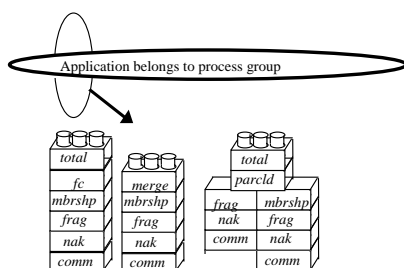 Application belongs to process group
total
fc
mbrshp
frag
nak
comm
merge
mbrshp
frag
nak
comm
total
parcld
frag mbrshp
nak frag
comm nak
comm